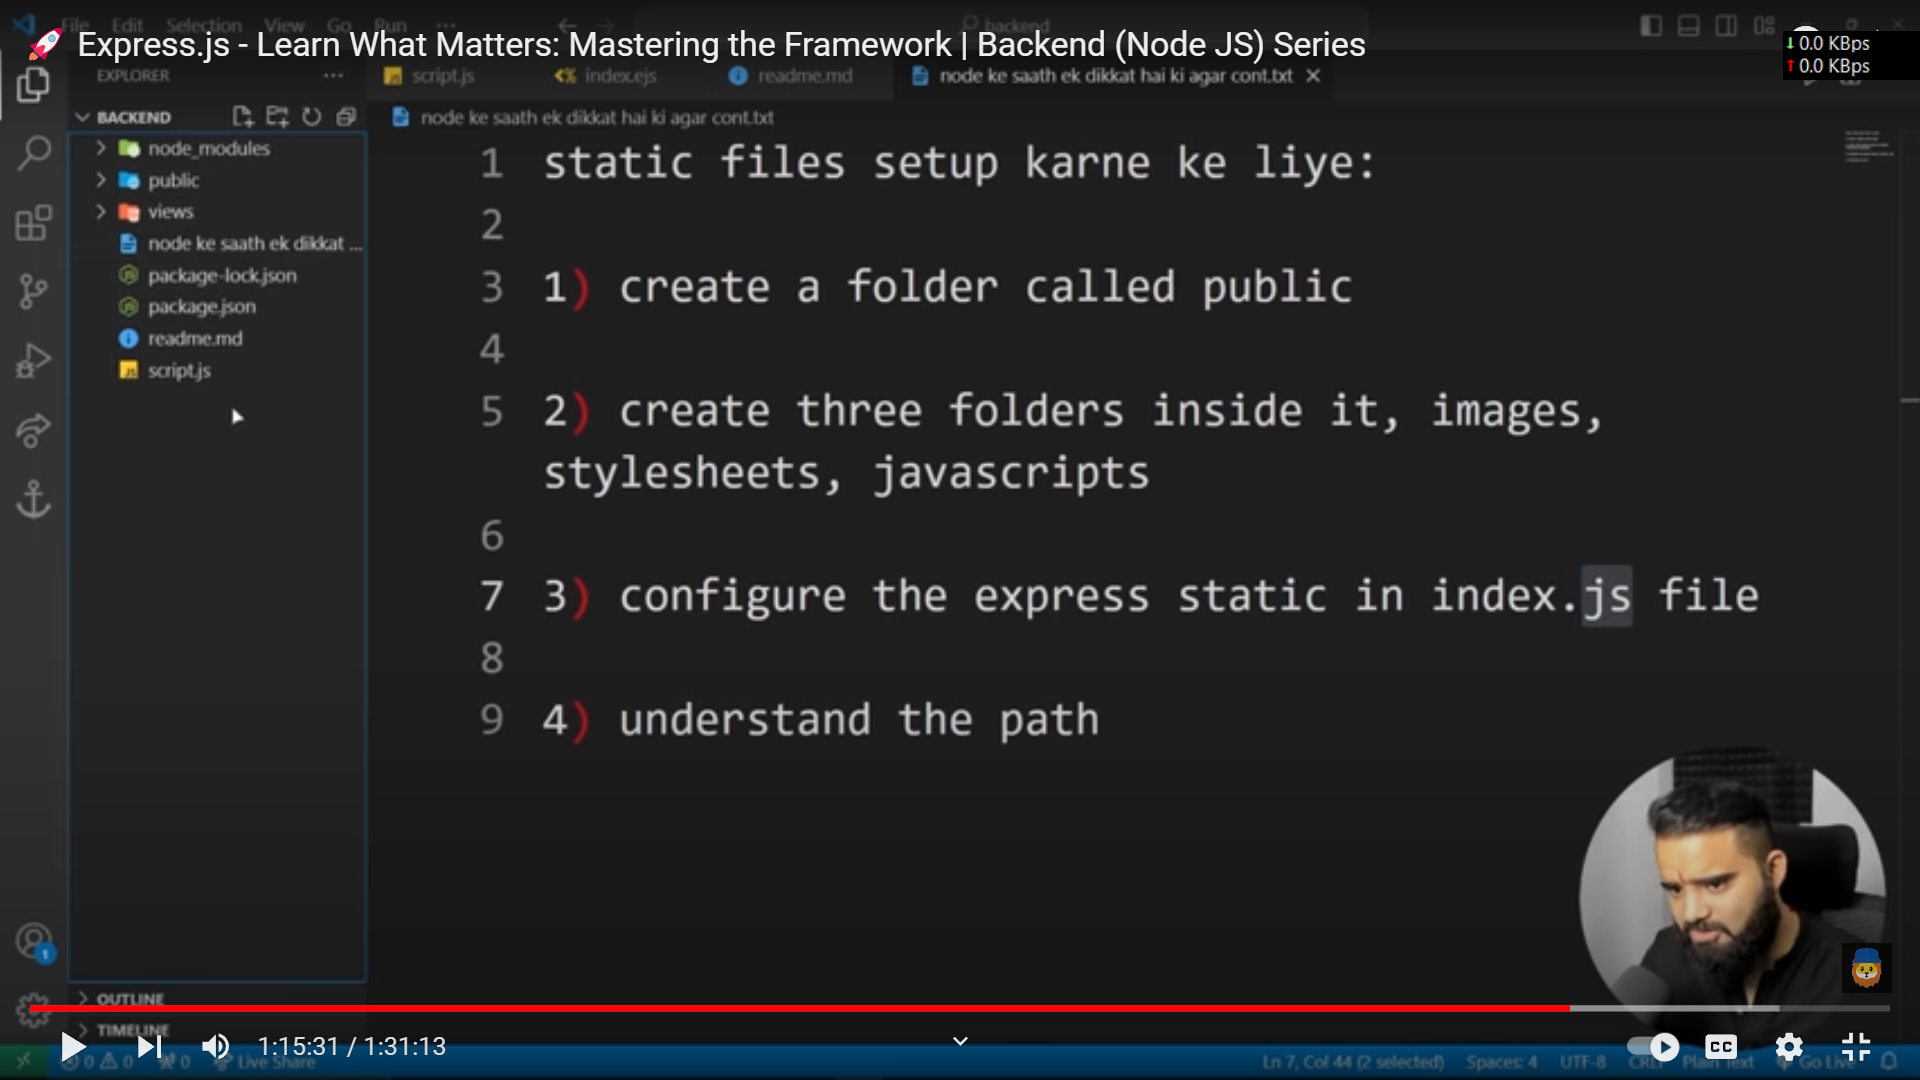 File Edit Selection View Go Run ...
backend
🚀 Express.js - Learn What Matters: Mastering the Framework | Backend (Node JS) Series
↓ 0.0 KBps
↑ 0.0 KBps
EXPLORER ...
script.js
index.ejs
readme.md
node ke saath ek dikkat hai ki agar cont.txt
BACKEND
node ke saath ek dikkat hai ki agar cont.txt
node_modules
public
views
node ke saath ek dikkat ...
package-lock.json
package.json
readme.md
script.js
1 static files setup karne ke liye:
2
3 1) create a folder called public
4
5 2) create three folders inside it, images,
stylesheets, javascripts
6
7 3) configure the express static in index.js file
8
9 4) understand the path
1
OUTLINE
TIMELINE
1:15:31 / 1:31:13
CC
0 0 0 Live Share
Ln 7, Col 44 (2 selected) Spaces: 4 UTF-8 CRLF Plain Text Go Live